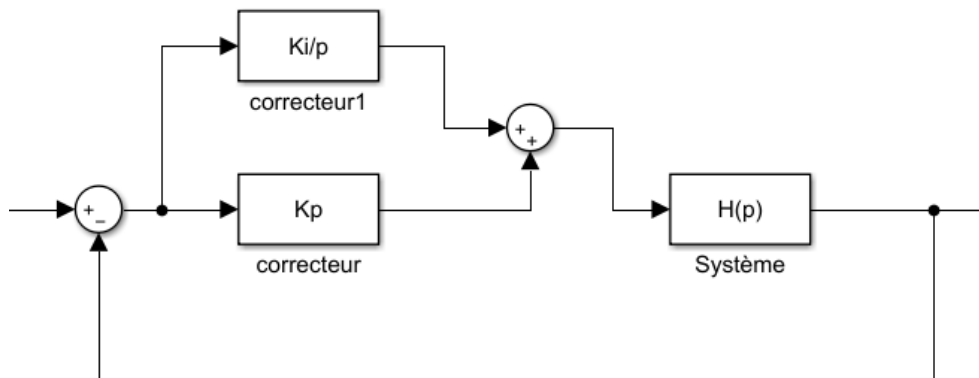 Ki/p
correcteur1
+
+
+
−
Kp
correcteur
H(p)
Système